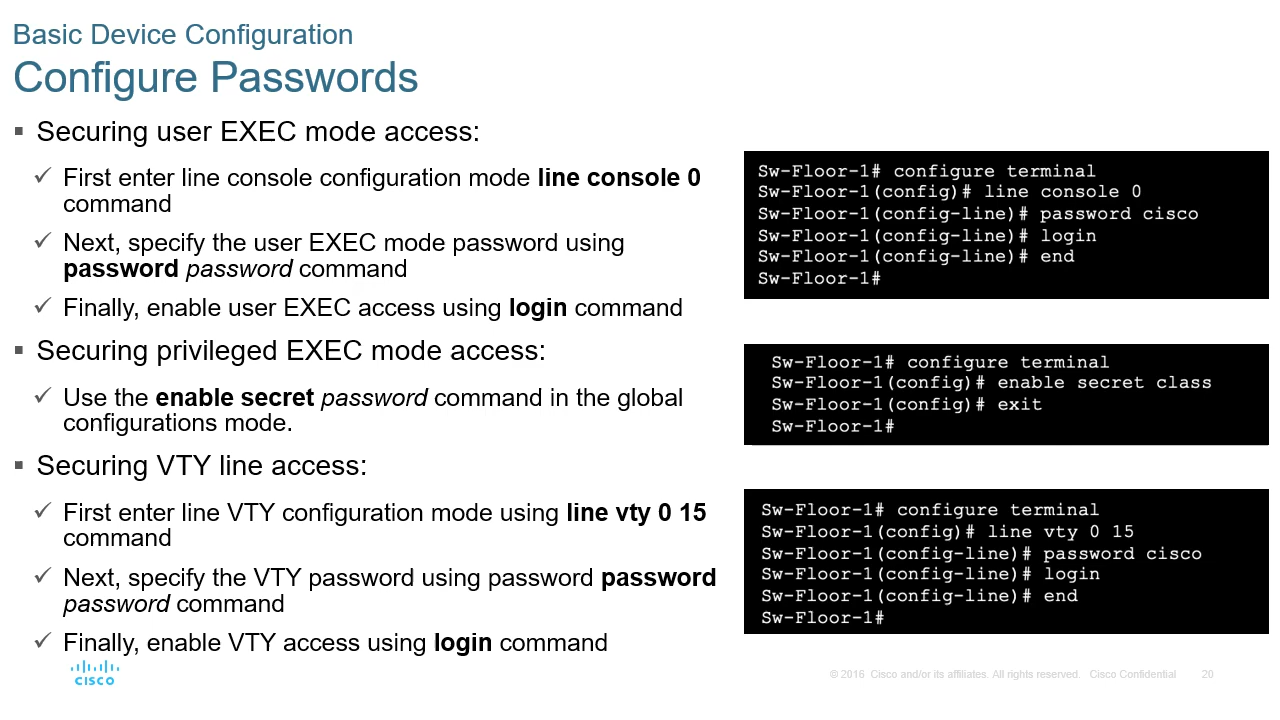 Basic Device Configuration
Configure Passwords
Securing user EXEC mode access:
First enter line console configuration mode line console 0
command
Next, specify the user EXEC mode password using
password password command
Finally, enable user EXEC access using login command
Securing privileged EXEC mode access:
Use the enable secret password command in the global
configurations mode.
Securing VTY line access:
First enter line VTY configuration mode using line vty 0 15
command
Next, specify the VTY password using password password
password command
Finally, enable VTY access using login command
Sw-Floor-1# configure terminal
Sw-Floor-1(config)# line console 0
Sw-Floor-1(config-line)# password cisco
Sw-Floor-1(config-line)# login
Sw-Floor-1(config-line)# end
Sw-Floor-1#
Sw-Floor-1# configure terminal
Sw-Floor-1(config)# enable secret class
Sw-Floor-1(config)# exit
Sw-Floor-1#
Sw-Floor-1# configure terminal
Sw-Floor-1(config)# line vty 0 15
Sw-Floor-1(config-line)# password cisco
Sw-Floor-1(config-line)# login
Sw-Floor-1(config-line)# end
Sw-Floor-1#
CISCO
© 2016 Cisco and/or its affiliates. All rights reserved. Cisco Confidential 20